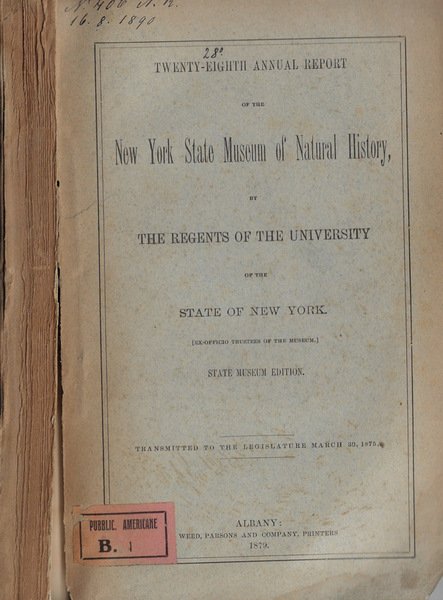 N. 400 N.R.
16. 8. 1890
28°
TWENTY-EIGHTH ANNUAL REPORT
OF THE
New York State Museum of Natural History,
BY
THE REGENTS OF THE UNIVERSITY
OF THE
STATE OF NEW YORK.
[EX-OFFICIO TRUSTEES OF THE MUSEUM.]
STATE MUSEUM EDITION.
TRANSMITTED TO THE LEGISLATURE MARCH 30, 1875.
ALBANY:
WEED, PARSONS AND COMPANY, PRINTERS
1879.
PUBBLIC. AMERICANE
B. 1